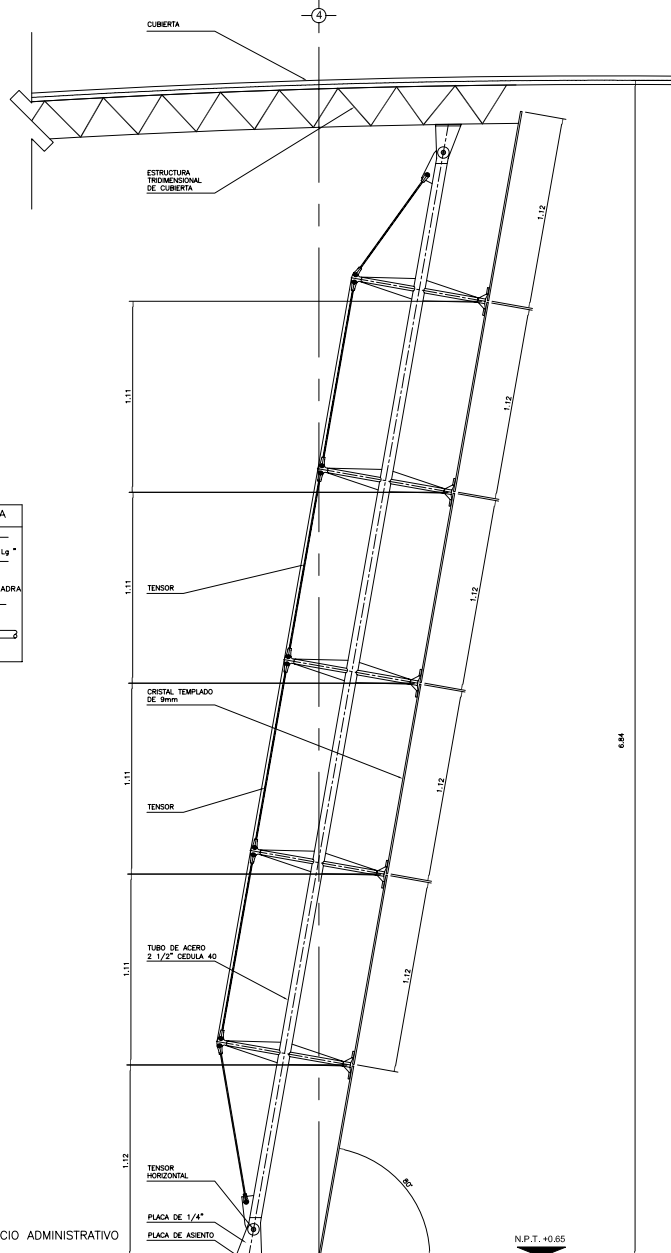 4
CUBIERTA
ESTRUCTURA
TRIDIMENSIONAL
DE CUBIERTA
1.12
1.11
1.12
A
Lg "
ADRA
1.11
TENSOR
1.12
CRISTAL TEMPLADO
DE 9mm
6.84
1.11
TENSOR
1.12
TUBO DE ACERO
2 1/2" CEDULA 40
1.11
1.12
1.12
TENSOR
HORIZONTAL
80°
PLACA DE 1/4"
PLACA DE ASIENTO
CIO ADMINISTRATIVO
N.P.T. +0.65